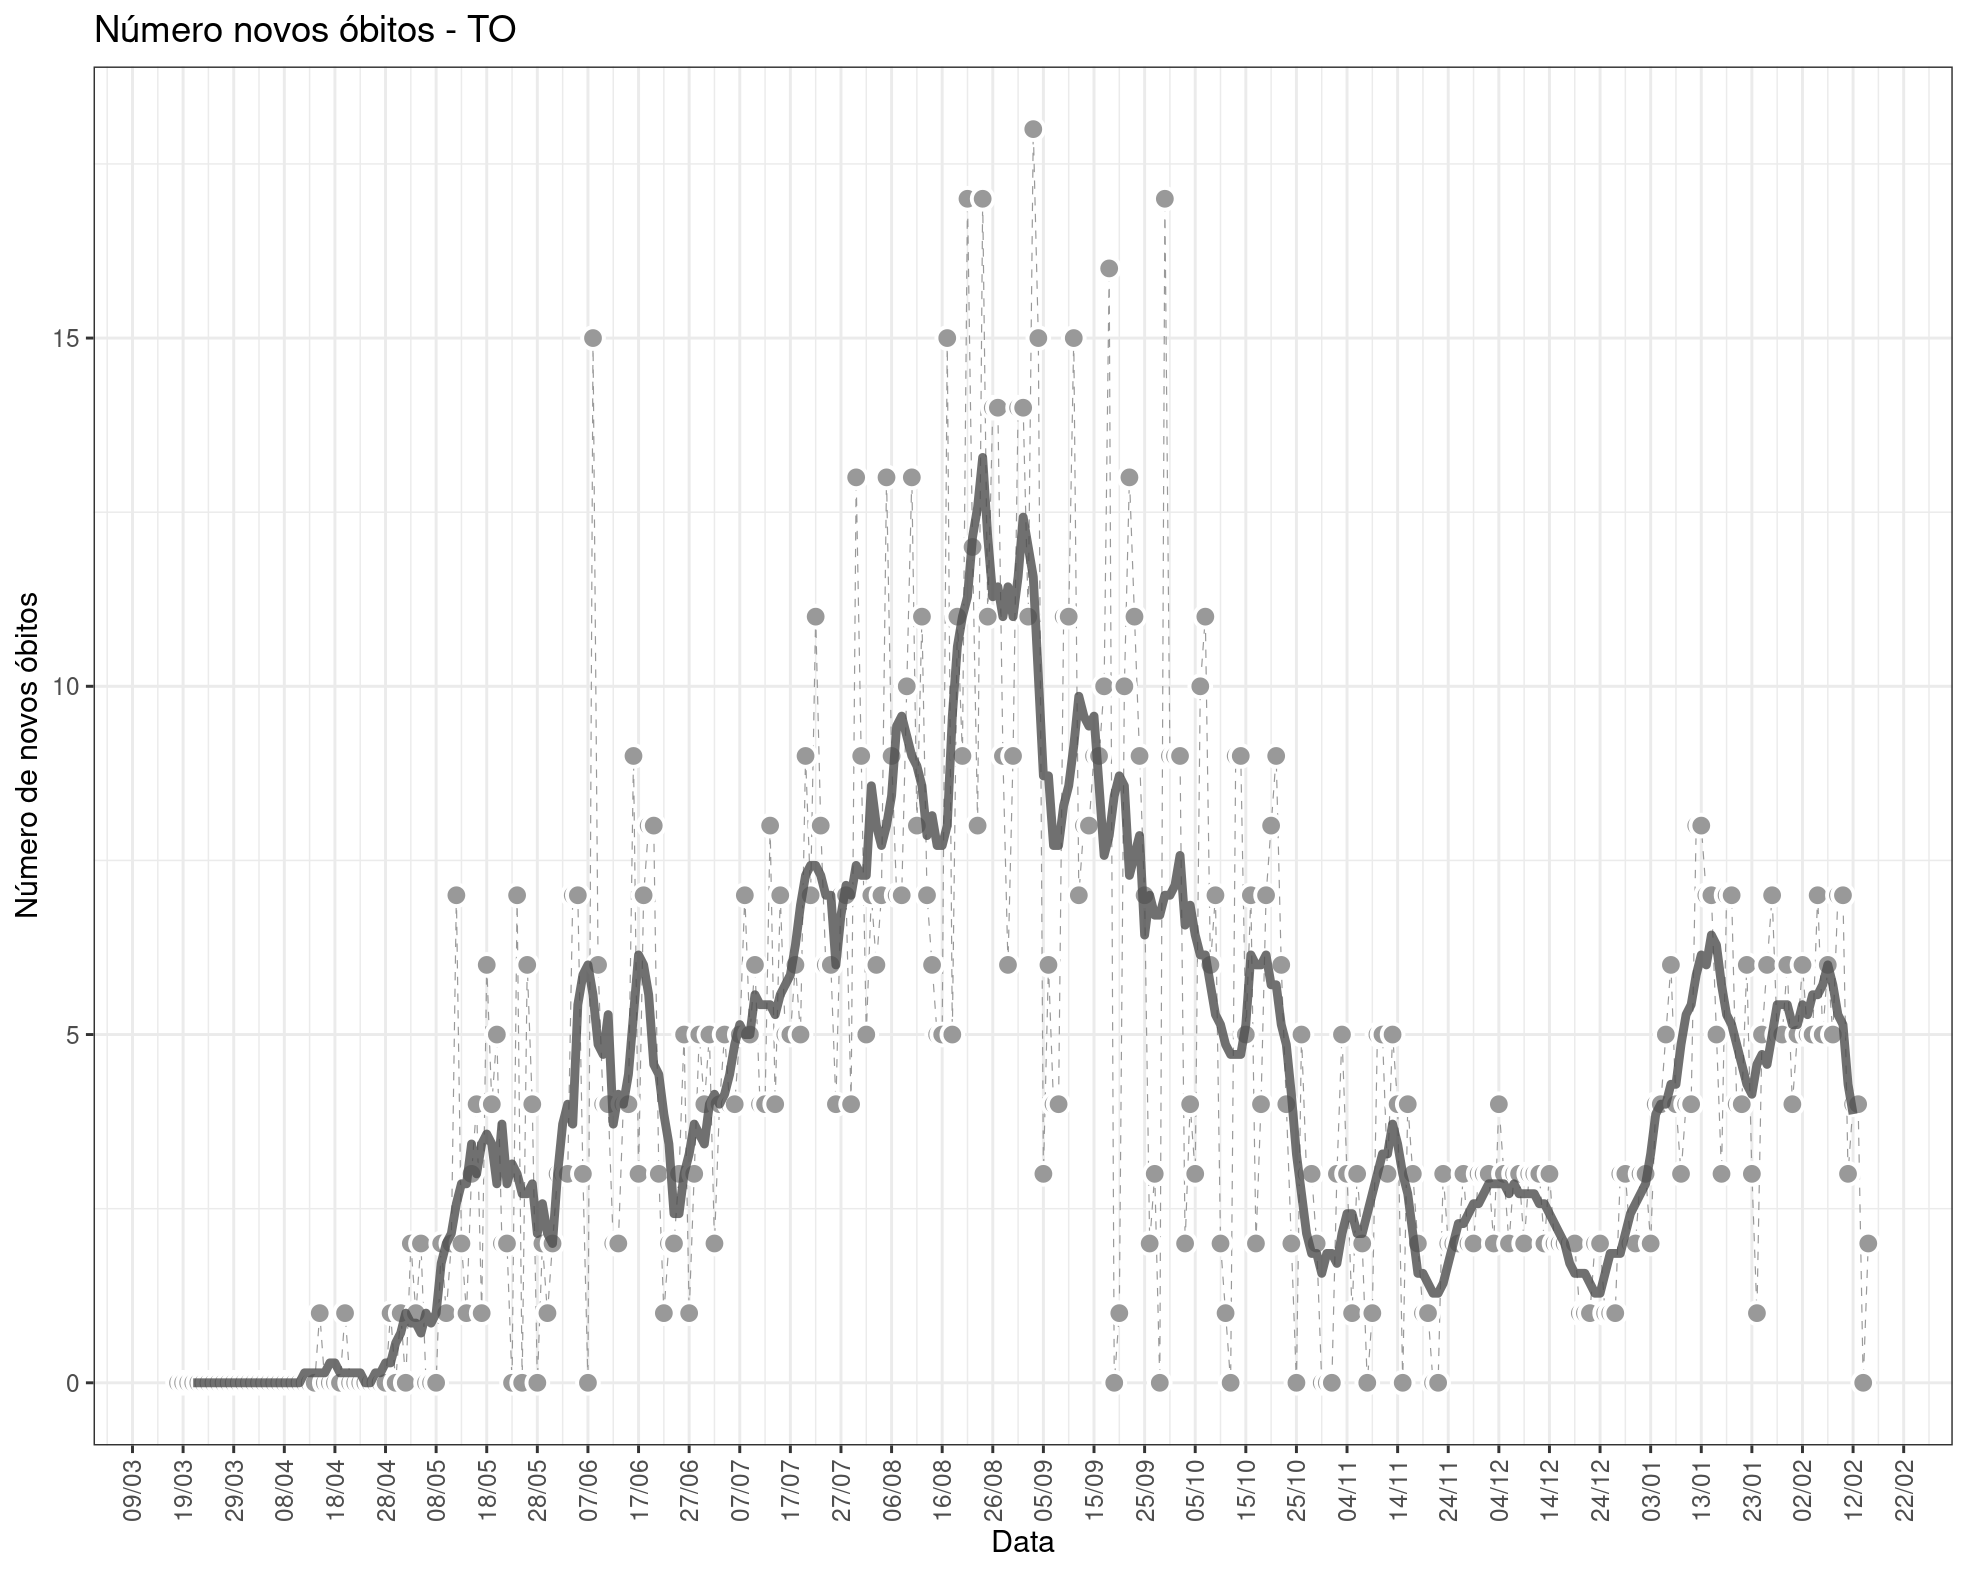 Número novos óbitos - TO
Número de novos óbitos
15
10
5
0
09/03 19/03 29/03 08/04 18/04 28/04 08/05 18/05 28/05 07/06 17/06 27/06 07/07 17/07 27/07 06/08 16/08 26/08 05/09 15/09 25/09 05/10 15/10 25/10 04/11 14/11 24/11 04/12 14/12 24/12 03/01 13/01 23/01 02/02 12/02 22/02
Data